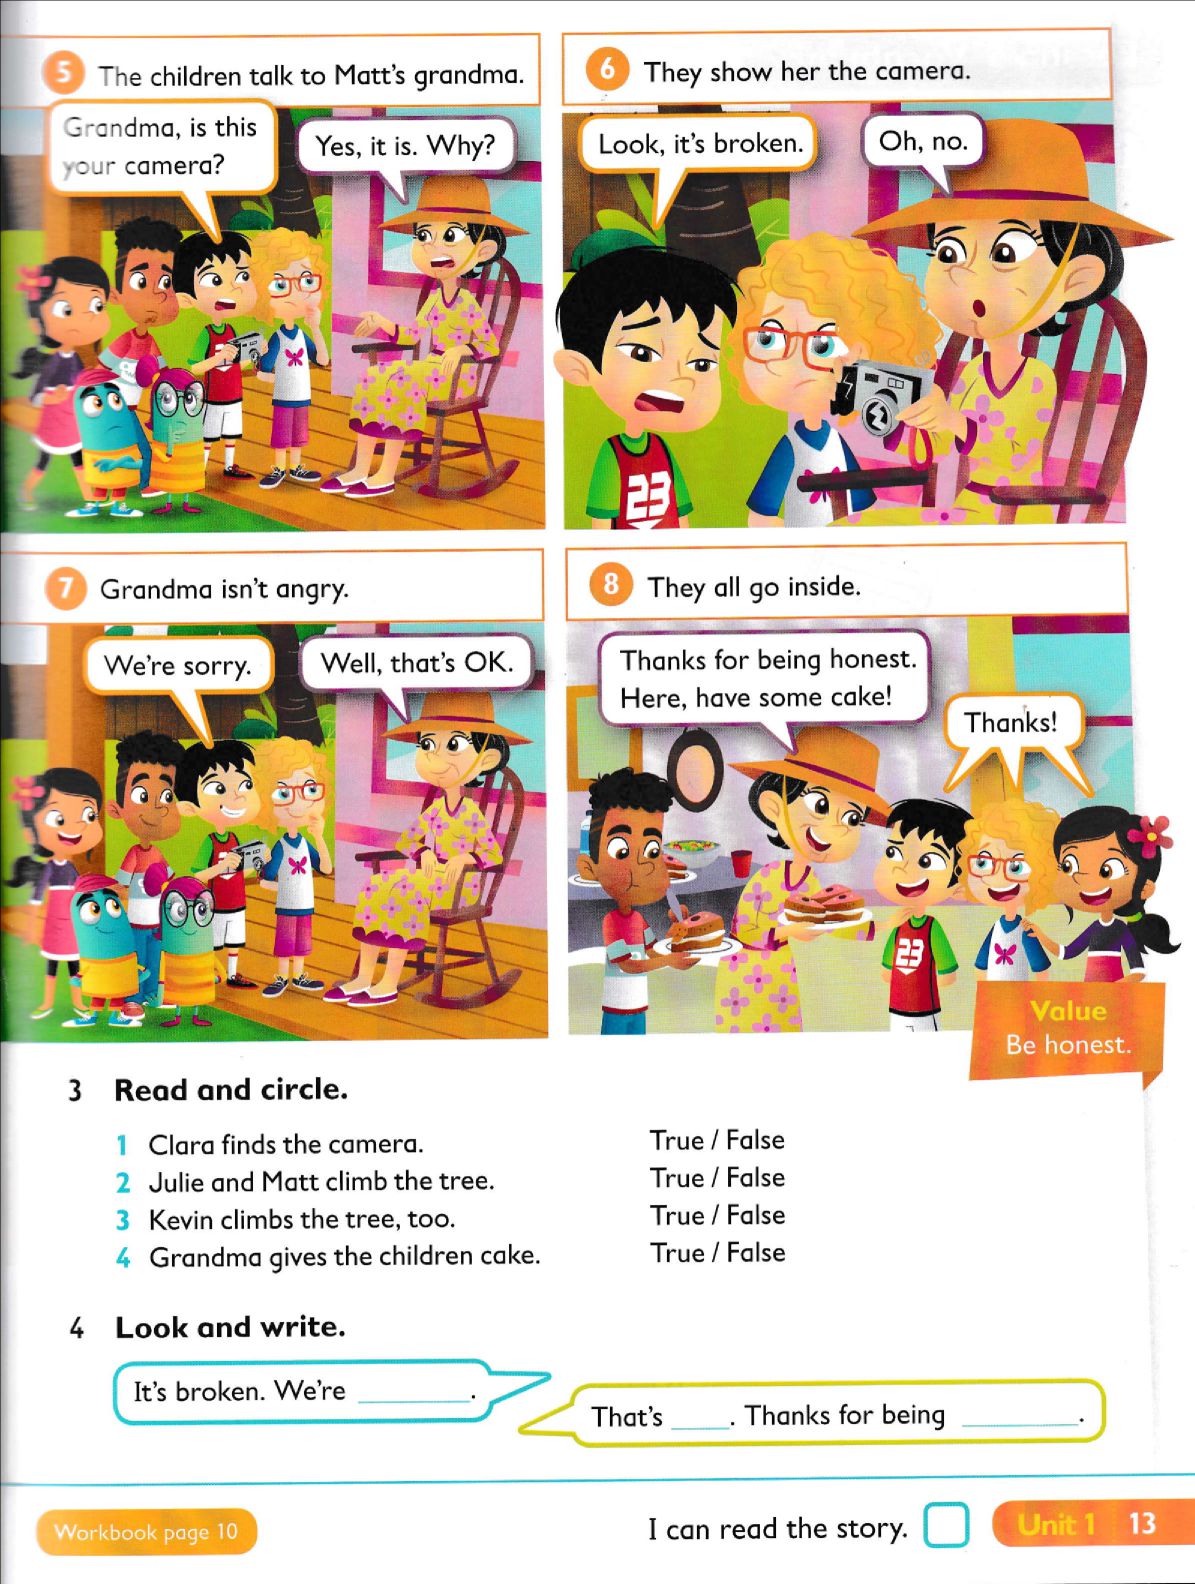 5 The children talk to Matt's grandma.
Grandma, is this
your camera?
Yes, it is. Why?
6 They show her the camera.
Look, it's broken.
Oh, no.
23
7 Grandma isn't angry.
We're sorry.
Well, that's OK.
8 They all go inside.
Thanks for being honest.
Here, have some cake!
Thanks!
23
Value
Be honest.
3 Read and circle.
1 Clara finds the camera. True / False
2 Julie and Matt climb the tree. True / False
3 Kevin climbs the tree, too. True / False
4 Grandma gives the children cake. True / False
4 Look and write.
It's broken. We're ________.
That's ____. Thanks for being ________.
Workbook page 10
I can read the story.
Unit 1 13